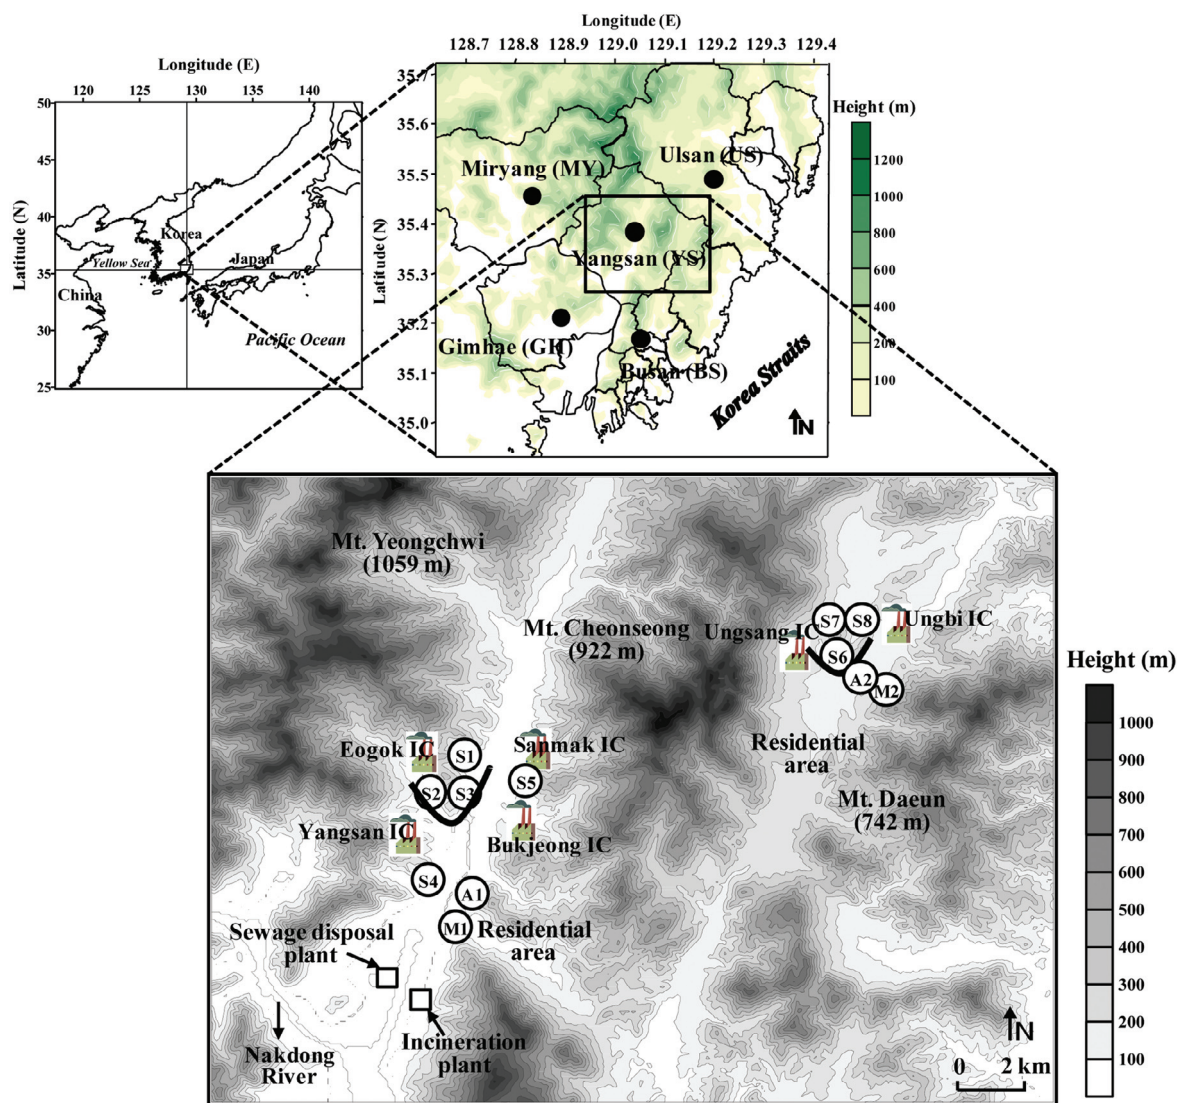 Longitude (E)
120 125 130 135 140
Latitude (N)
50
45
40
35
30
25
Korea
Yellow Sea
Japan
China
Pacific Ocean
Longitude (E)
128.7 128.8 128.9 129.0 129.1 129.2 129.3 129.4
Latitude (N)
35.7
35.6
35.5
35.4
35.3
35.2
35.1
35.0
Miryang (MY)
Ulsan (US)
Yangsan (YS)
Gimhae (GH)
Busan (BS)
Korea Straits
N
Height (m)
1200
1000
800
600
400
200
100
Mt. Yeongchwi
(1059 m)
Mt. Cheonseong
(922 m)
Ungsang IC
S7
S8
Ungbi IC
S6
A2
M2
Residential
area
Mt. Daeun
(742 m)
Eogok IC
S1
Sanmak IC
S2
S3
S5
Yangsan IC
Bukjeong IC
S4
A1
M1
Residential
area
Sewage disposal
plant
Incineration
plant
Nakdong
River
N
0 2 km
Height (m)
1000
900
800
700
600
500
400
300
200
100